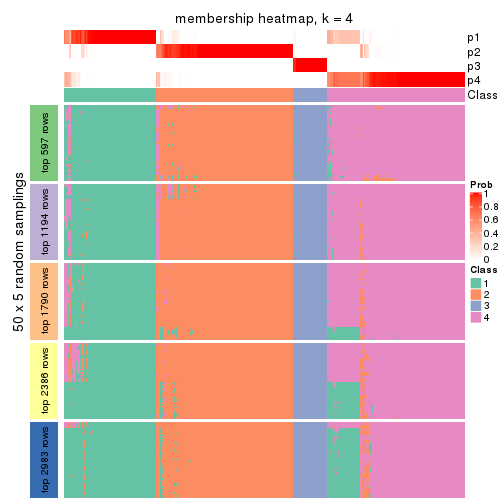 membership heatmap, k = 4
p1
p2
p3
p4
Class
50 x 5 random samplings
top 597 rows
top 1194 rows
top 1790 rows
top 2386 rows
top 2983 rows
Prob
1
0.8
0.6
0.4
0.2
0
Class
1
2
3
4